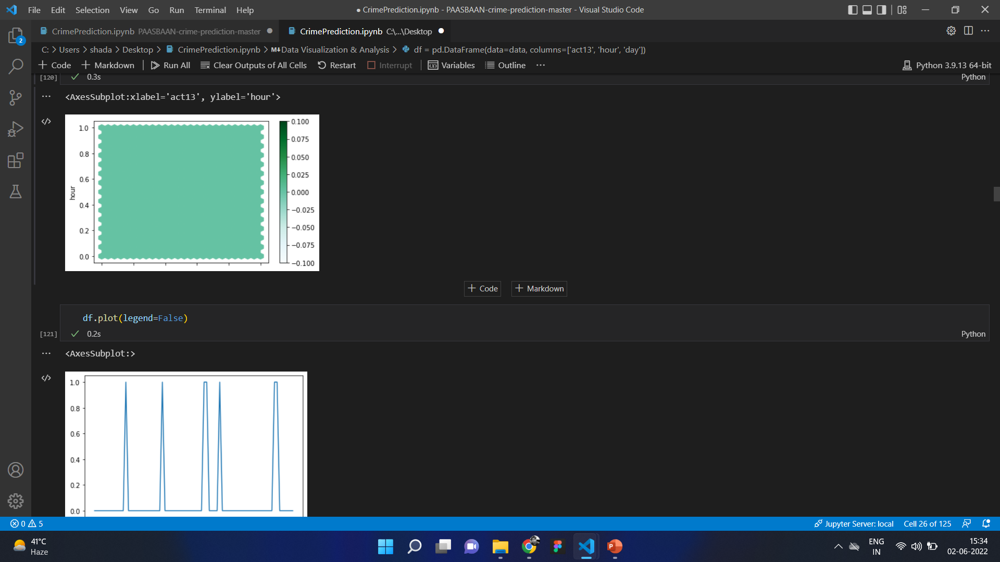 File Edit Selection View Go Run Terminal Help
● CrimePrediction.ipynb - PAASBAAN-crime-prediction-master - Visual Studio Code
CrimePrediction.ipynb PAASBAAN-crime-prediction-master ●
CrimePrediction.ipynb C:\...\Desktop ●
2
C: > Users > shada > Desktop > CrimePrediction.ipynb > M↓Data Visualization & Analysis > df = pd.DataFrame(data=data, columns=['act13', 'hour', 'day'])
+ Code + Markdown Run All Clear Outputs of All Cells Restart Interrupt Variables Outline ···
Python 3.9.13 64-bit
[120] ✓ 0.3s Python
··· <AxesSubplot:xlabel='act13', ylabel='hour'>
</>
1.0
0.8
0.6
0.4
0.2
0.0
hour
0.100
0.075
0.050
0.025
0.000
−0.025
−0.050
−0.075
−0.100
+ Code + Markdown
df.plot(legend=False)
[121] ✓ 0.2s Python
··· <AxesSubplot:>
</>
1.0
0.8
0.6
0.4
0.2
0.0
0 5 Jupyter Server: local Cell 26 of 125
41°C
Haze
ENG
IN
15:34
02-06-2022